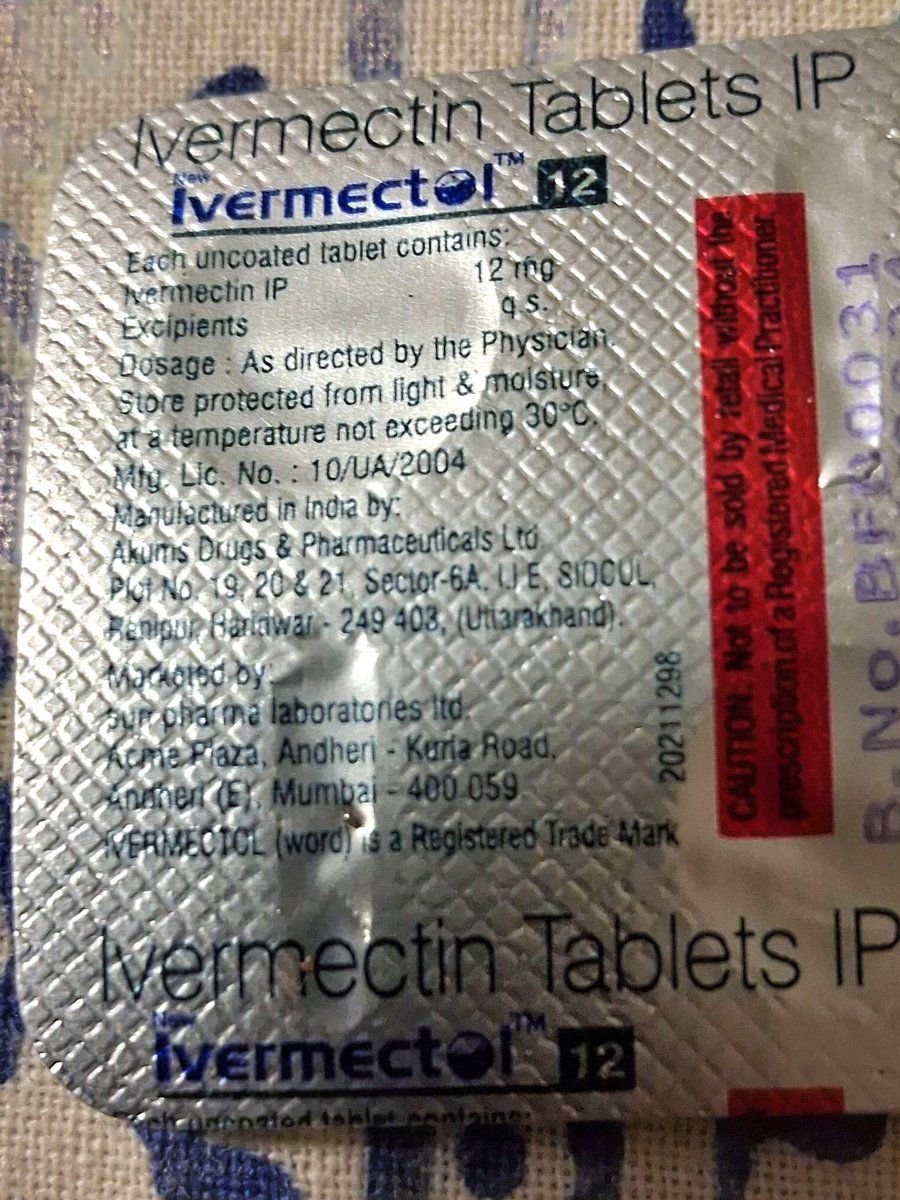 Ivermectin Tablets IP
New
Ivermectol™ 12
Each uncoated tablet contains:
Ivermectin IP 12 mg
Excipients q.s.
Dosage : As directed by the Physician.
Store protected from light & moisture,
at a temperature not exceeding 30°C.
Mfg. Lic. No. : 10/UA/2004
Manufactured in India by:
Akums Drugs & Pharmaceuticals Ltd.
Plot No. 19, 20 & 21, Sector-6A, I.I.E, SIDCUL,
Ranipur, Haridwar - 249 403, (Uttarakhand).
Marketed by:
sun pharma laboratories ltd.
Acme Plaza, Andheri - Kurla Road,
Andheri (E), Mumbai - 400 059
IVERMECTOL (word) is a Registered Trade Mark
20211298
CAUTION: Not to be sold by retail without the
prescription of a Registered Medical Practitioner
B.No.
Ivermectin Tablets IP
New
Ivermectol™ 12